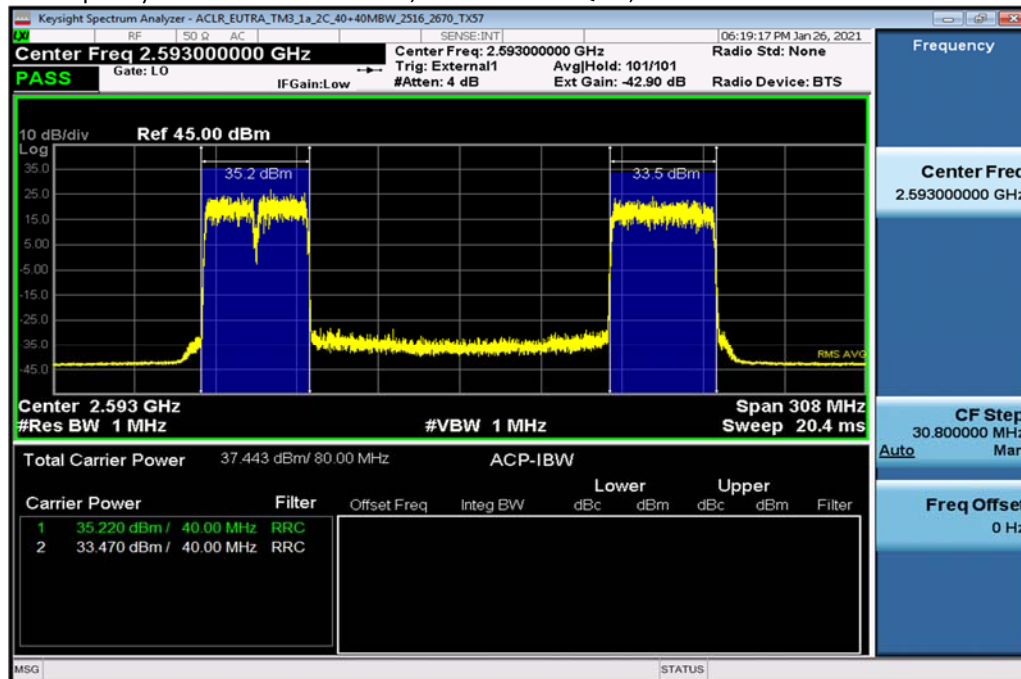 Keysight Spectrum Analyzer - ACLR_EUTRA_TM3_1a_2C_40+40MBW_2516_2670_TX57
LXI RF 50 Ω AC SENSE:INT 06:19:17 PM Jan 26, 2021
Center Freq 2.593000000 GHz
PASS
Gate: LO
IFGain:Low
Center Freq: 2.593000000 GHz
Trig: External1 Avg|Hold: 101/101
#Atten: 4 dB Ext Gain: -42.90 dB
Radio Std: None
Radio Device: BTS
10 dB/div Ref 45.00 dBm
Log
35.0
25.0
15.0
5.00
-5.00
-15.0
-25.0
-35.0
-45.0
35.2 dBm
33.5 dBm
RMS AVG
Center 2.593 GHz Span 308 MHz
#Res BW 1 MHz #VBW 1 MHz Sweep 20.4 ms
Total Carrier Power 37.443 dBm/ 80.00 MHz ACP-IBW
Lower Upper
Carrier Power Filter Offset Freq Integ BW dBc dBm dBc dBm Filter
1 35.220 dBm / 40.00 MHz RRC
2 33.470 dBm / 40.00 MHz RRC
MSG STATUS
Frequency
Center Freq
2.593000000 GHz
CF Step
30.800000 MHz
Auto Man
Freq Offset
0 Hz